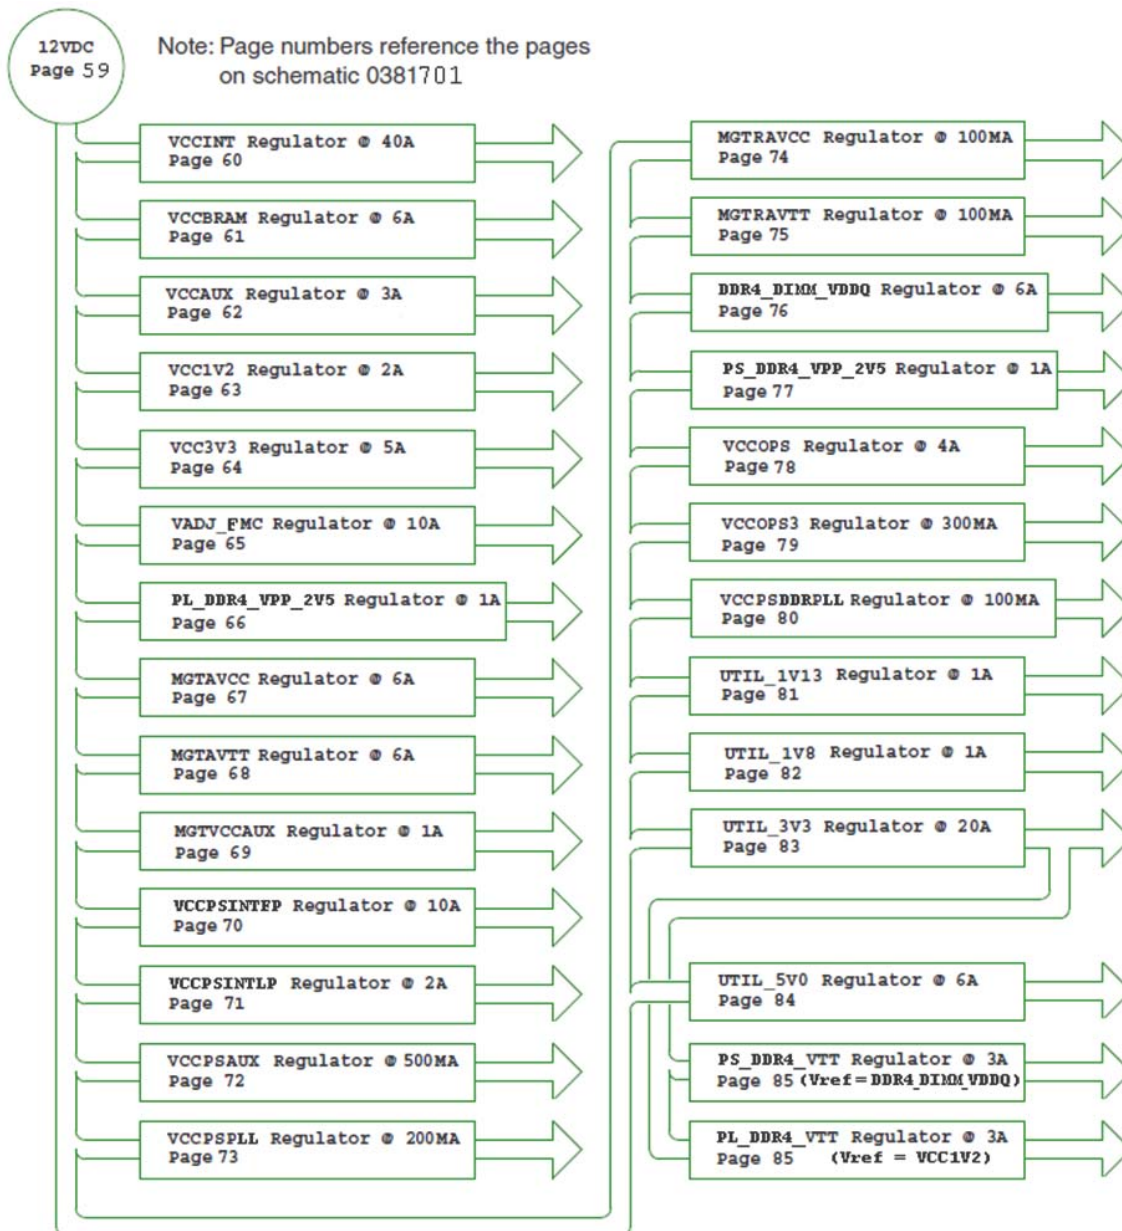 12VDC
Page 59
Note: Page numbers reference the pages
on schematic 0381701
VCCINT Regulator @ 40A
Page 60
VCCBRAM Regulator @ 6A
Page 61
VCCAUX Regulator @ 3A
Page 62
VCC1V2 Regulator @ 2A
Page 63
VCC3V3 Regulator @ 5A
Page 64
VADJ_FMC Regulator @ 10A
Page 65
PL_DDR4_VPP_2V5 Regulator @ 1A
Page 66
MGTAVCC Regulator @ 6A
Page 67
MGTAVTT Regulator @ 6A
Page 68
MGTVCCAUX Regulator @ 1A
Page 69
VCCPSINTFP Regulator @ 10A
Page 70
VCCPSINTLP Regulator @ 2A
Page 71
VCCPSAUX Regulator @ 500MA
Page 72
VCCPSPLL Regulator @ 200MA
Page 73
MGTRAVCC Regulator @ 100MA
Page 74
MGTRAVTT Regulator @ 100MA
Page 75
DDR4_DIMM_VDDQ Regulator @ 6A
Page 76
PS_DDR4_VPP_2V5 Regulator @ 1A
Page 77
VCCOPS Regulator @ 4A
Page 78
VCCOPS3 Regulator @ 300MA
Page 79
VCCPSDDRPLL Regulator @ 100MA
Page 80
UTIL_1V13 Regulator @ 1A
Page 81
UTIL_1V8 Regulator @ 1A
Page 82
UTIL_3V3 Regulator @ 20A
Page 83
UTIL_5V0 Regulator @ 6A
Page 84
PS_DDR4_VTT Regulator @ 3A
Page 85 (Vref = DDR4_DIMM_VDDQ)
PL_DDR4_VTT Regulator @ 3A
Page 85 (Vref = VCC1V2)